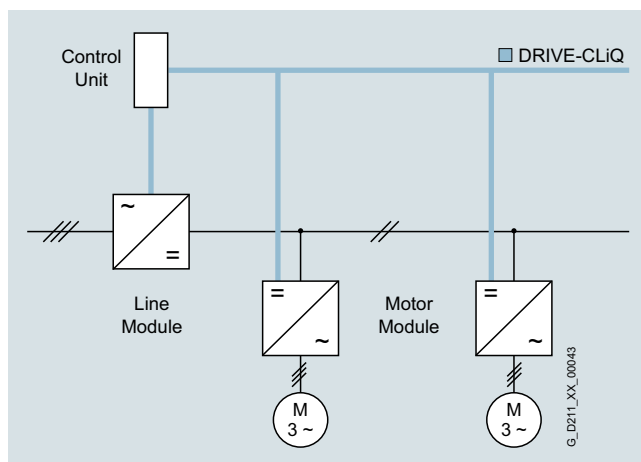 Control
Unit
DRIVE-CLiQ
~
=
Line
Module
=
~
Motor
Module
=
~
M
3 ~
M
3 ~
G_D211_XX_00043